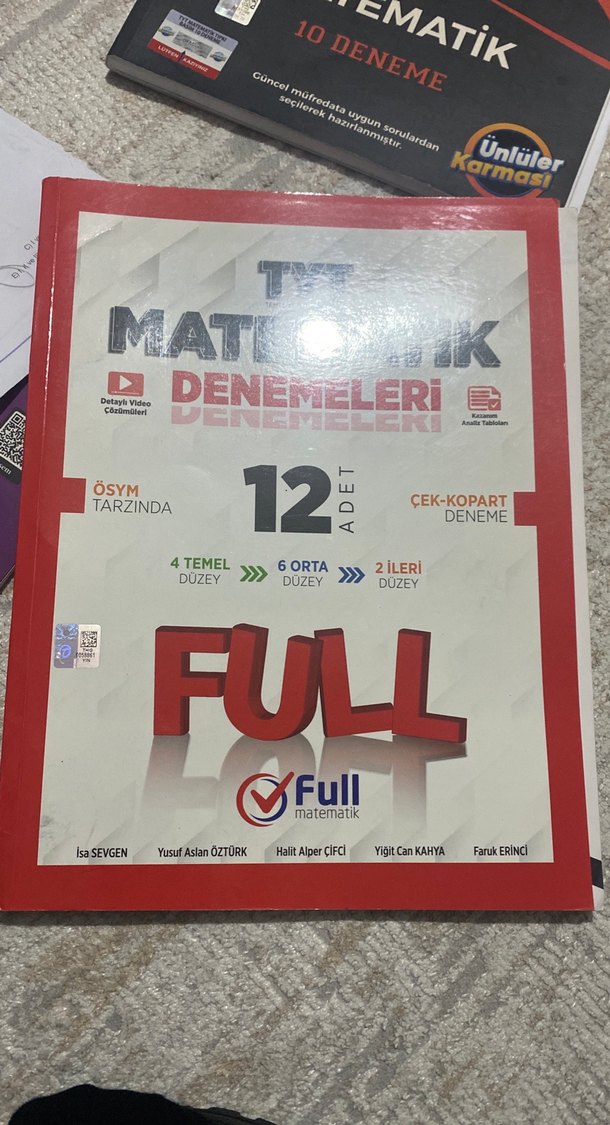 MATEMATİK
10 DENEME
Güncel müfredata uygun sorulardan
seçilerek hazırlanmıştır.
Ünlüler
Karması
LÜTFEN KAZIYINIZ
TYT
MATEMATİK
DENEMELERİ
Detaylı Video
Çözümleri
Kazanım
Analiz Tabloları
ÖSYM
TARZINDA
12
ADET
ÇEK-KOPART
DENEME
4 TEMEL
DÜZEY
6 ORTA
DÜZEY
2 İLERİ
DÜZEY
FULL
Full
matematik
İsa SEVGEN Yusuf Aslan ÖZTÜRK Halit Alper ÇİFCİ Yiğit Can KAHYA Faruk ERİNCİ